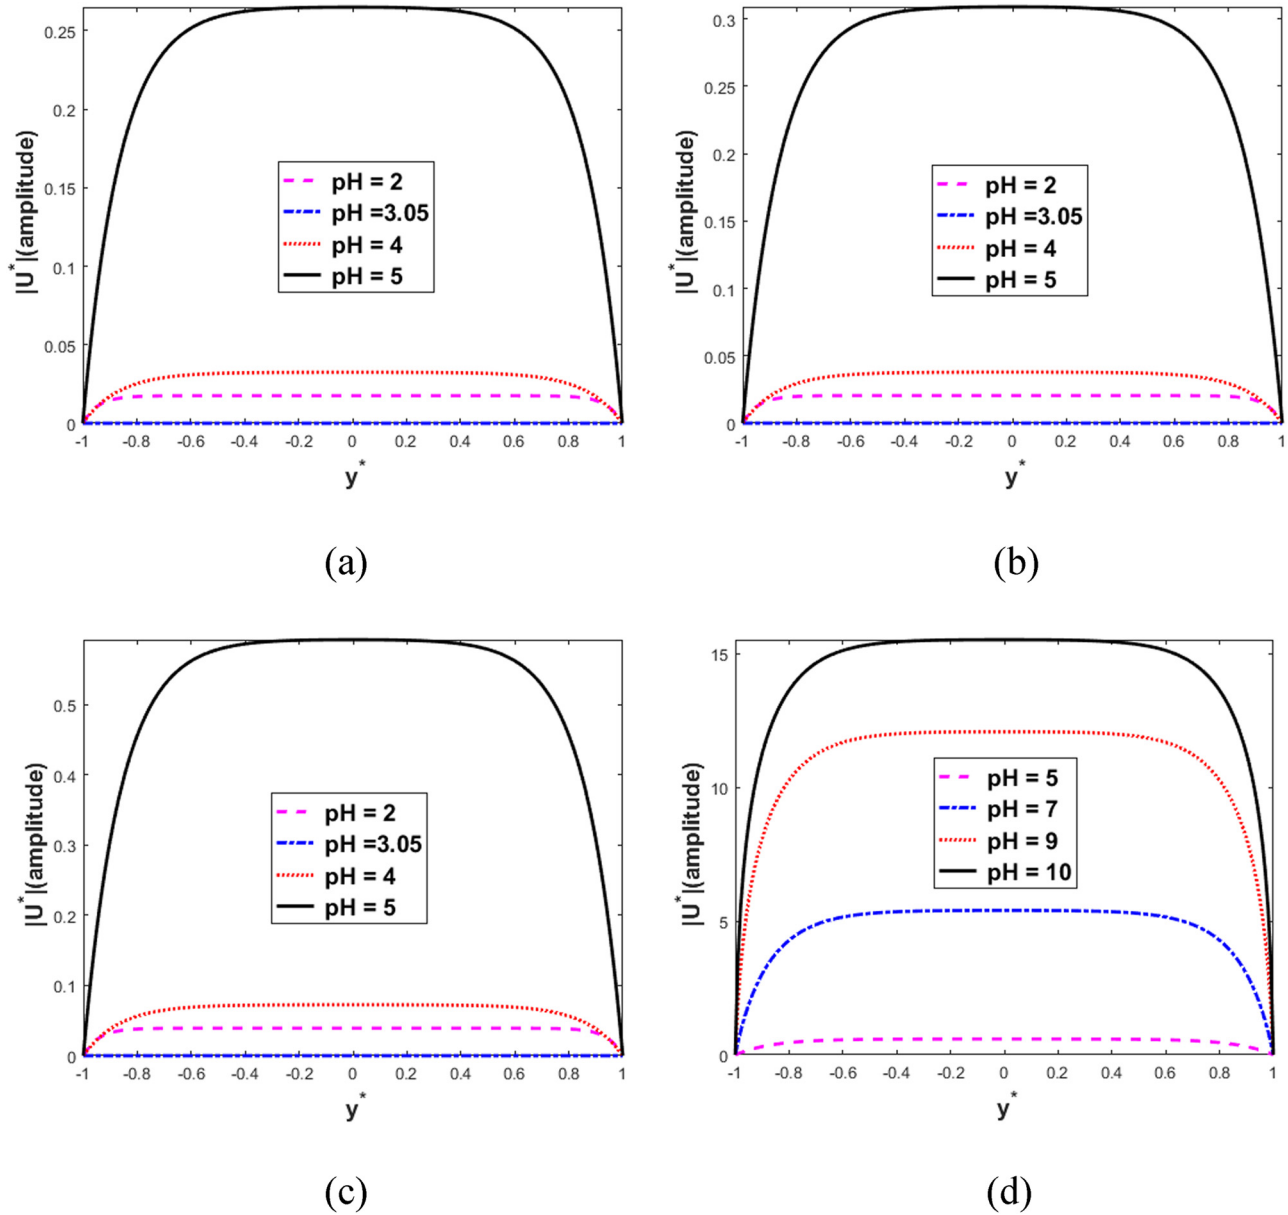 |U*|(amplitude)
0.25
0.2
0.15
0.1
0.05
0
pH = 2
pH =3.05
pH = 4
pH = 5
-1 -0.8 -0.6 -0.4 -0.2 0 0.2 0.4 0.6 0.8 1
y*
(a)
|U*|(amplitude)
0.3
0.25
0.2
0.15
0.1
0.05
0
pH = 2
pH =3.05
pH = 4
pH = 5
-1 -0.8 -0.6 -0.4 -0.2 0 0.2 0.4 0.6 0.8 1
y*
(b)
|U*|(amplitude)
0.5
0.4
0.3
0.2
0.1
0
pH = 2
pH =3.05
pH = 4
pH = 5
-1 -0.8 -0.6 -0.4 -0.2 0 0.2 0.4 0.6 0.8 1
y*
(c)
|U*|(amplitude)
15
10
5
0
pH = 5
pH = 7
pH = 9
pH = 10
-1 -0.8 -0.6 -0.4 -0.2 0 0.2 0.4 0.6 0.8 1
y*
(d)